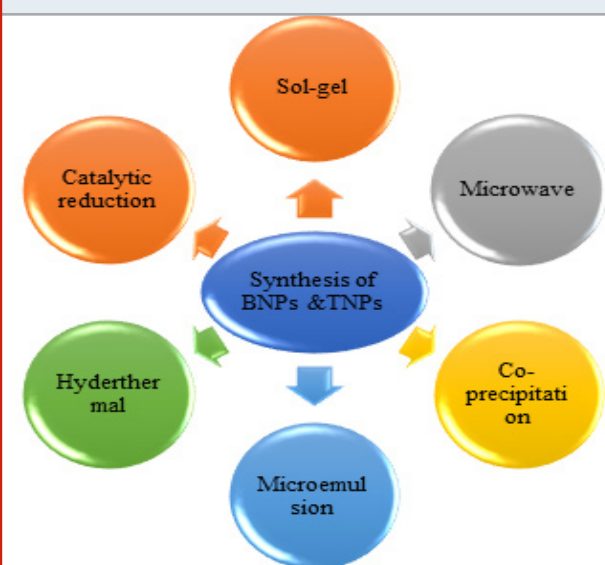 Sol-gel
Catalytic
reduction
Microwave
Synthesis of
BNPs &TNPs
Hyderther
mal
Co-
precipitati
on
Microemul
sion